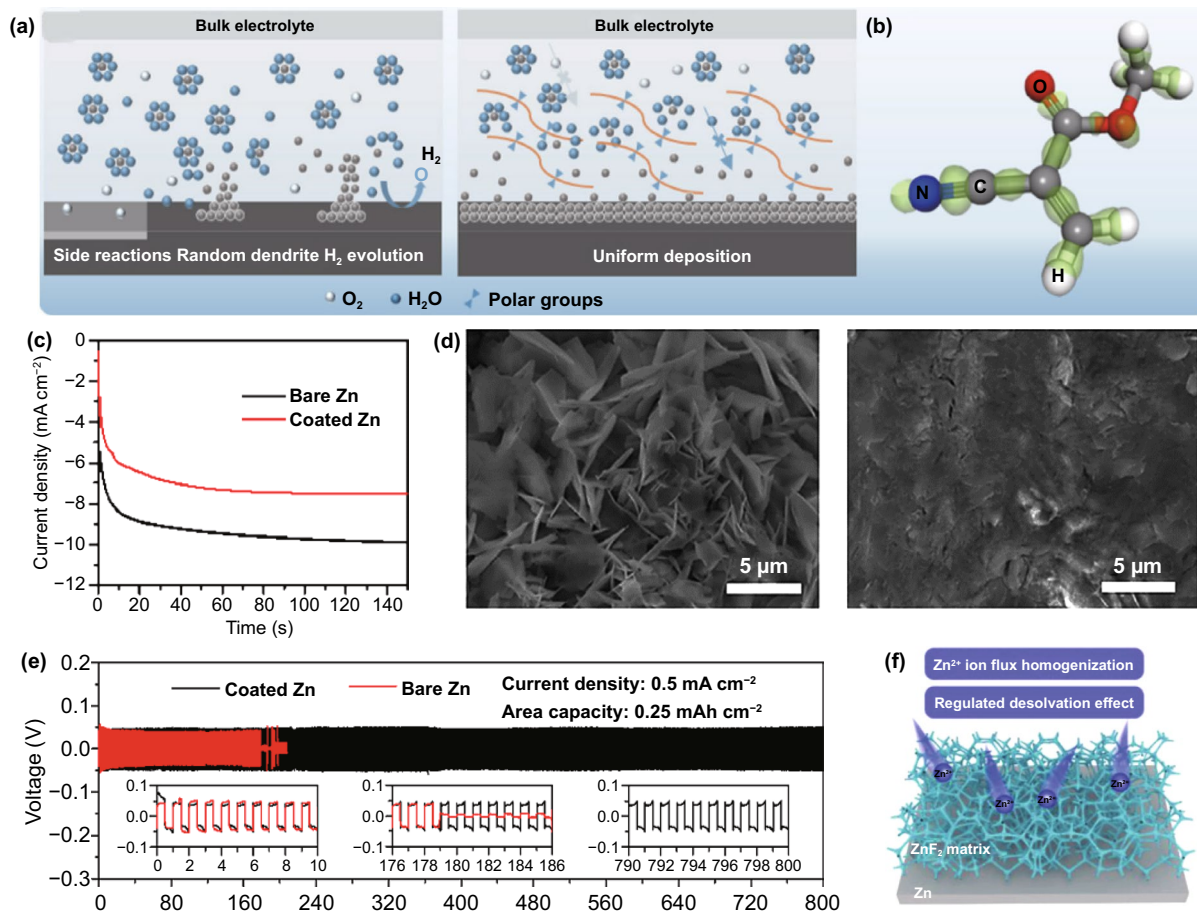 (a)
Bulk electrolyte
H₂
Side reactions Random dendrite H₂ evolution
Bulk electrolyte
Uniform deposition
O₂ H₂O Polar groups
(b)
O
N
C
H
(c)
0
−2
−4
−6
−8
−10
−12
Current density (mA cm⁻²)
Bare Zn
Coated Zn
0 20 40 60 80 100 120 140
Time (s)
(d)
5 µm
5 µm
(e)
0.2
0.1
0.0
−0.1
−0.2
−0.3
Voltage (V)
Coated Zn Bare Zn
Current density: 0.5 mA cm⁻²
Area capacity: 0.25 mAh cm⁻²
0.1
0.0
−0.1
0 2 4 6 8 10
0.1
0.0
−0.1
176 178 180 182 184 186
0.1
0.0
−0.1
790 792 794 796 798 800
0 80 160 240 320 400 480 560 640 720 800
(f)
Zn²⁺ ion flux homogenization
Regulated desolvation effect
Zn²⁺
Zn²⁺
Zn²⁺
Zn²⁺
ZnF₂ matrix
Zn